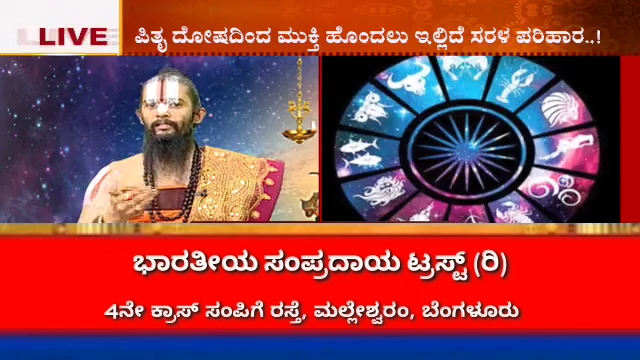 LIVE
ಪಿತೃ ದೋಷದಿಂದ ಮುಕ್ತಿ ಹೊಂದಲು ಇಲ್ಲಿದೆ ಸರಳ ಪರಿಹಾರ..!
ಭಾರತೀಯ ಸಂಪ್ರದಾಯ ಟ್ರಸ್ಟ್ (ರಿ)
4ನೇ ಕ್ರಾಸ್ ಸಂಪಿಗೆ ರಸ್ತೆ, ಮಲ್ಲೇಶ್ವರಂ, ಬೆಂಗಳೂರು